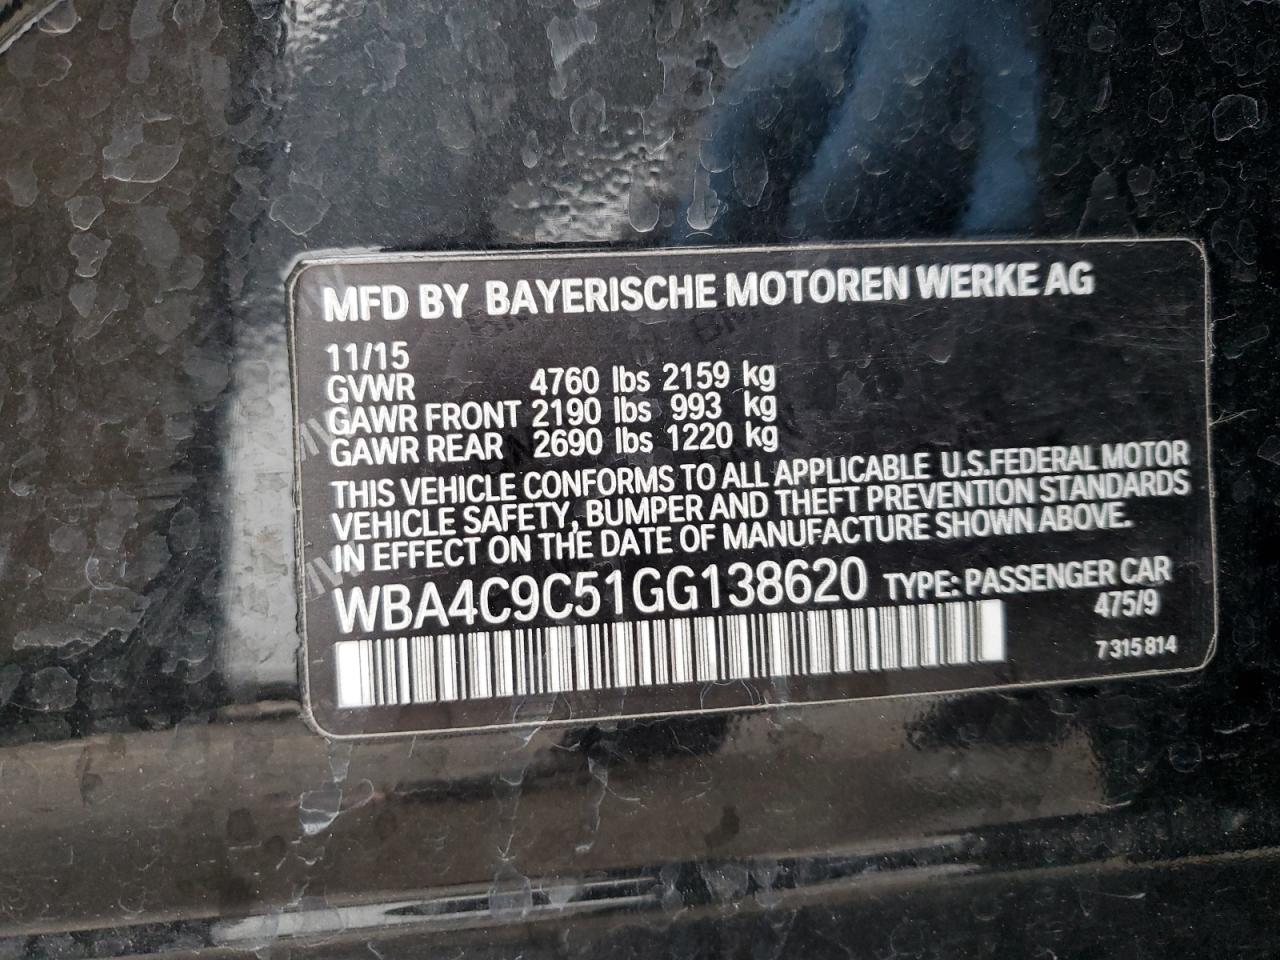 MFD BY BAYERISCHE MOTOREN WERKE AG
11/15
GVWR 4760 lbs 2159 kg
GAWR FRONT 2190 lbs 993 kg
GAWR REAR 2690 lbs 1220 kg
THIS VEHICLE CONFORMS TO ALL APPLICABLE U.S.FEDERAL MOTOR
VEHICLE SAFETY, BUMPER AND THEFT PREVENTION STANDARDS
IN EFFECT ON THE DATE OF MANUFACTURE SHOWN ABOVE.
WBA4C9C51GG138620 TYPE: PASSENGER CAR
475/9
7 315 814